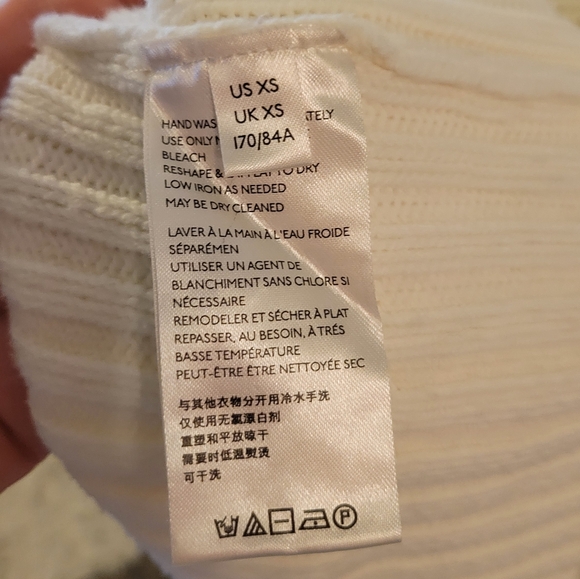 US XS
UK XS
170/84A
HAND WAS TELY
USE ONLY
BLEACH
RESHAPE & TO DRY
LOW IRON AS NEEDED
MAY BE DRY CLEANED
LAVER À LA MAIN À L'EAU FROIDE
SÉPARÉMEN
UTILISER UN AGENT DE
BLANCHIMENT SANS CHLORE SI
NÉCESSAIRE
REMODELER ET SÉCHER À PLAT
REPASSER, AU BESOIN, À TRÉS
BASSE TEMPÉRATURE
PEUT-ÊTRE ÊTRE NETTOYÉE SEC
与其他衣物分开用冷水手洗
仅使用无氯漂白剂
重塑和平放晾干
需要时低温熨烫
可干洗
P